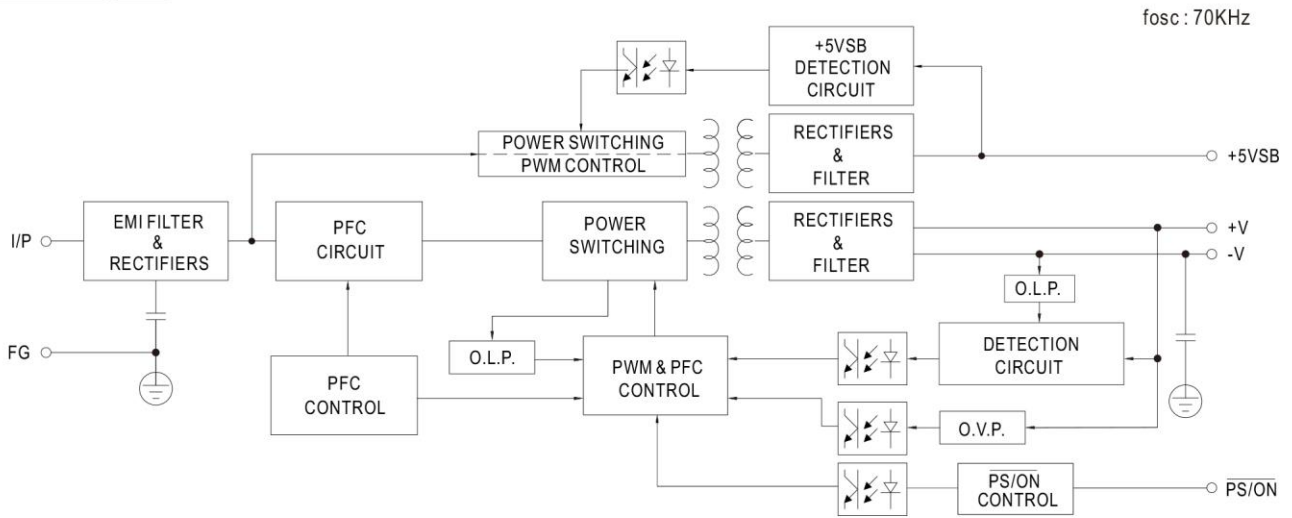 fosc : 70KHz
+5VSB
DETECTION
CIRCUIT
POWER SWITCHING
PWM CONTROL
RECTIFIERS
&
FILTER
+5VSB
I/P
EMI FILTER
&
RECTIFIERS
PFC
CIRCUIT
POWER
SWITCHING
RECTIFIERS
&
FILTER
+V
-V
O.L.P.
FG
O.L.P.
PFC
CONTROL
PWM & PFC
CONTROL
DETECTION
CIRCUIT
O.V.P.
PS/ON
CONTROL
PS/ON